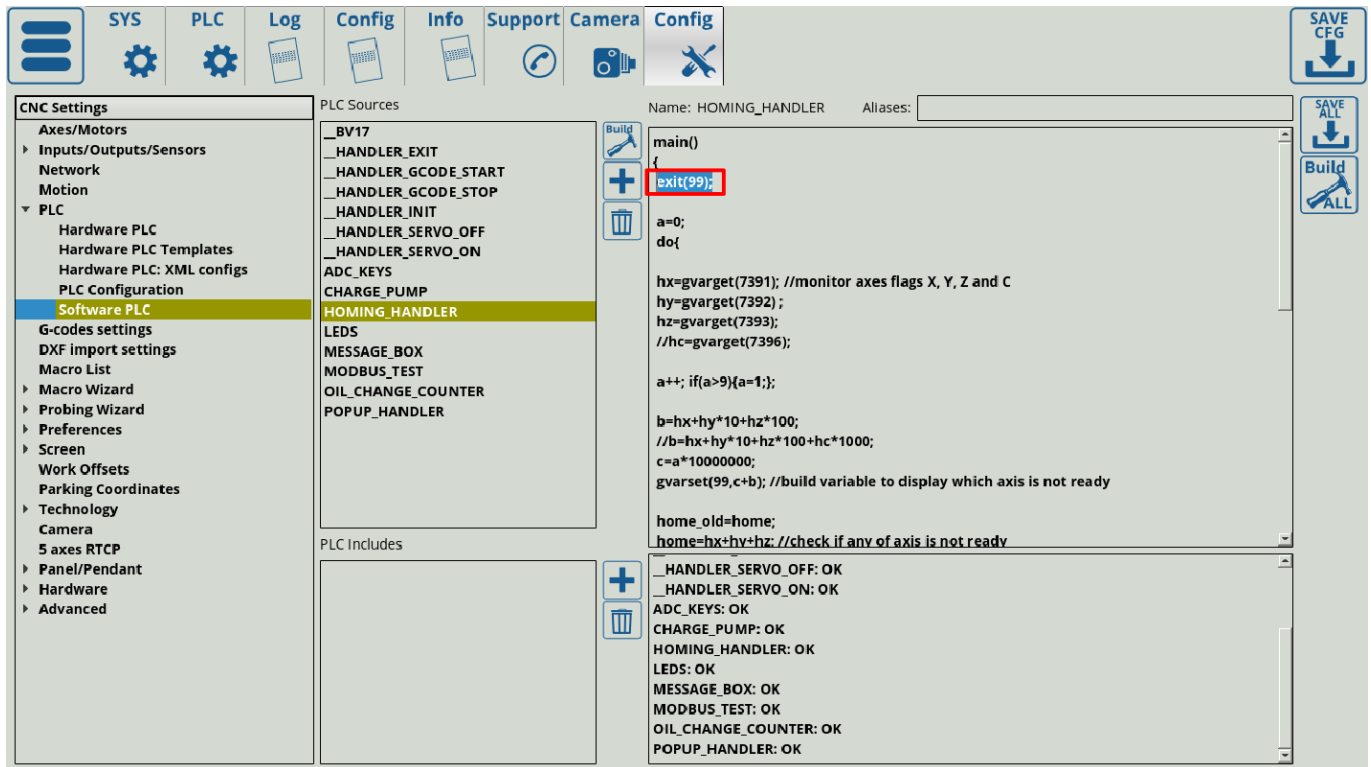 SYS
PLC
Log
Config
Info
Support
Camera
Config
SAVE
CFG
CNC Settings
Axes/Motors
Inputs/Outputs/Sensors
Network
Motion
PLC
Hardware PLC
Hardware PLC Templates
Hardware PLC: XML configs
PLC Configuration
Software PLC
G-codes settings
DXF import settings
Macro List
Macro Wizard
Probing Wizard
Preferences
Screen
Work Offsets
Parking Coordinates
Technology
Camera
5 axes RTCP
Panel/Pendant
Hardware
Advanced
PLC Sources
__BV17
__HANDLER_EXIT
__HANDLER_GCODE_START
__HANDLER_GCODE_STOP
__HANDLER_INIT
__HANDLER_SERVO_OFF
__HANDLER_SERVO_ON
ADC_KEYS
CHARGE_PUMP
HOMING_HANDLER
LEDS
MESSAGE_BOX
MODBUS_TEST
OIL_CHANGE_COUNTER
POPUP_HANDLER
PLC Includes
Build
Name: HOMING_HANDLER
Aliases:
main()
{
exit(99);
a=0;
do{
hx=gvarget(7391); //monitor axes flags X, Y, Z and C
hy=gvarget(7392) ;
hz=gvarget(7393);
//hc=gvarget(7396);
a++; if(a>9){a=1;};
b=hx+hy*10+hz*100;
//b=hx+hy*10+hz*100+hc*1000;
c=a*10000000;
gvarset(99,c+b); //build variable to display which axis is not ready
home_old=home;
home=hx+hy+hz; //check if any of axis is not ready
__HANDLER_SERVO_OFF: OK
__HANDLER_SERVO_ON: OK
ADC_KEYS: OK
CHARGE_PUMP: OK
HOMING_HANDLER: OK
LEDS: OK
MESSAGE_BOX: OK
MODBUS_TEST: OK
OIL_CHANGE_COUNTER: OK
POPUP_HANDLER: OK
SAVE
ALL
Build
ALL